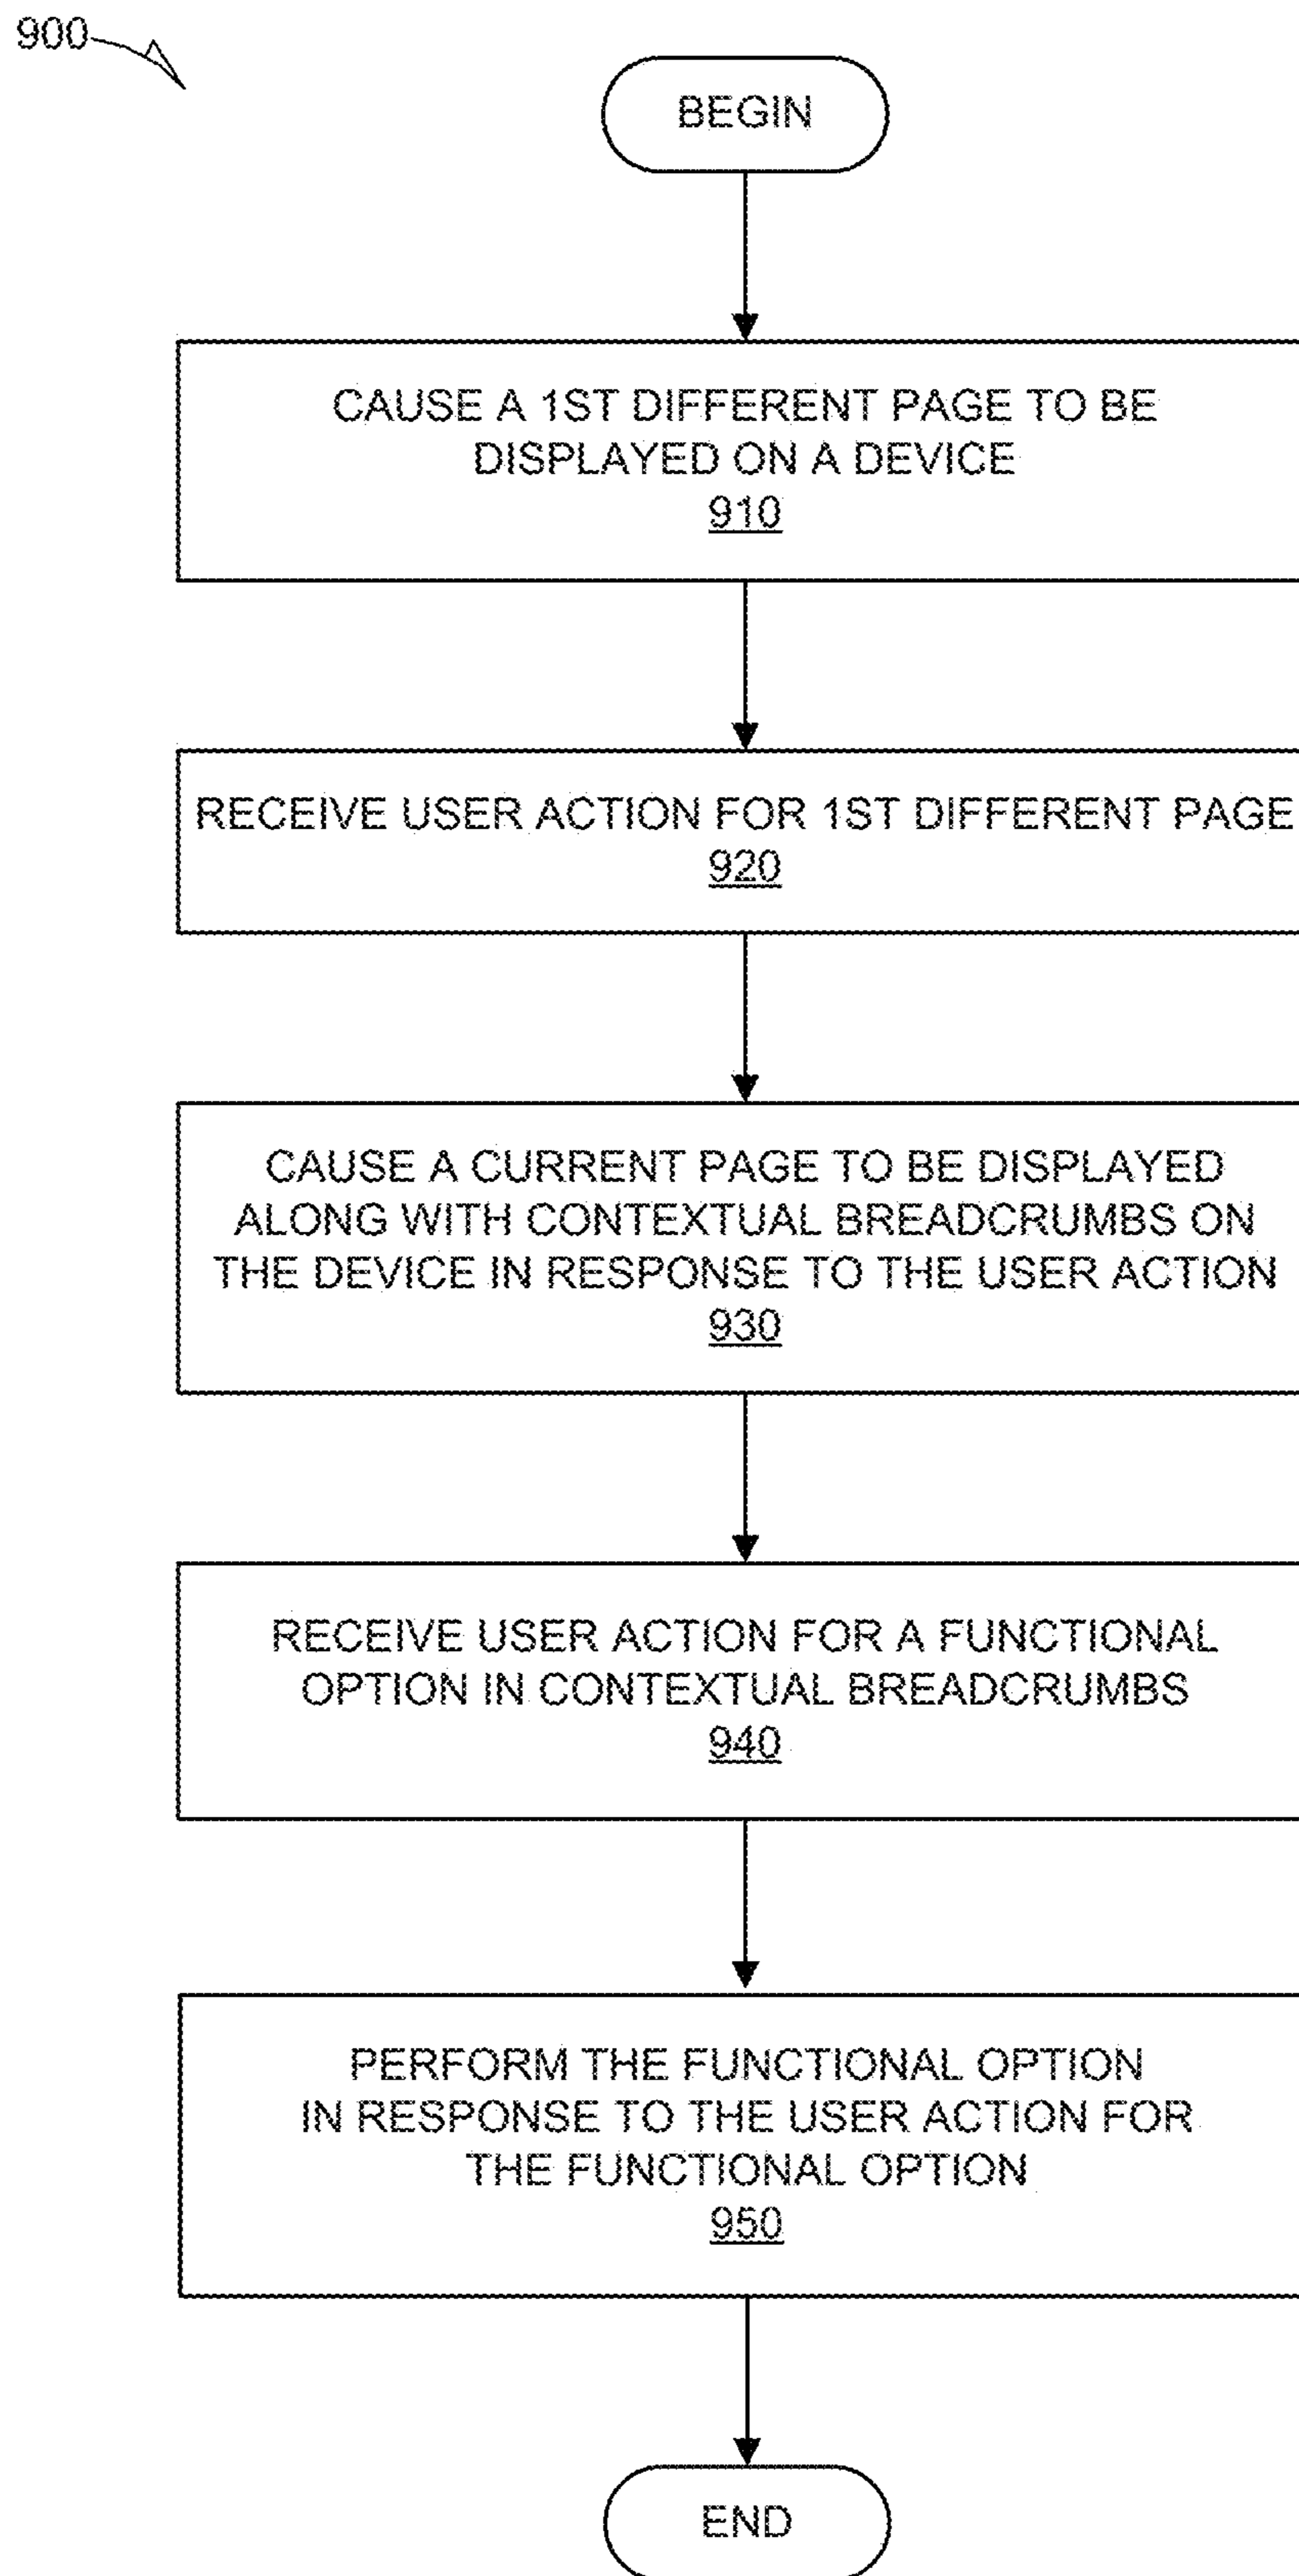 900
BEGIN
CAUSE A 1ST DIFFERENT PAGE TO BE
DISPLAYED ON A DEVICE
910
RECEIVE USER ACTION FOR 1ST DIFFERENT PAGE
920
CAUSE A CURRENT PAGE TO BE DISPLAYED
ALONG WITH CONTEXTUAL BREADCRUMBS ON
THE DEVICE IN RESPONSE TO THE USER ACTION
930
RECEIVE USER ACTION FOR A FUNCTIONAL
OPTION IN CONTEXTUAL BREADCRUMBS
940
PERFORM THE FUNCTIONAL OPTION
IN RESPONSE TO THE USER ACTION FOR
THE FUNCTIONAL OPTION
950
END